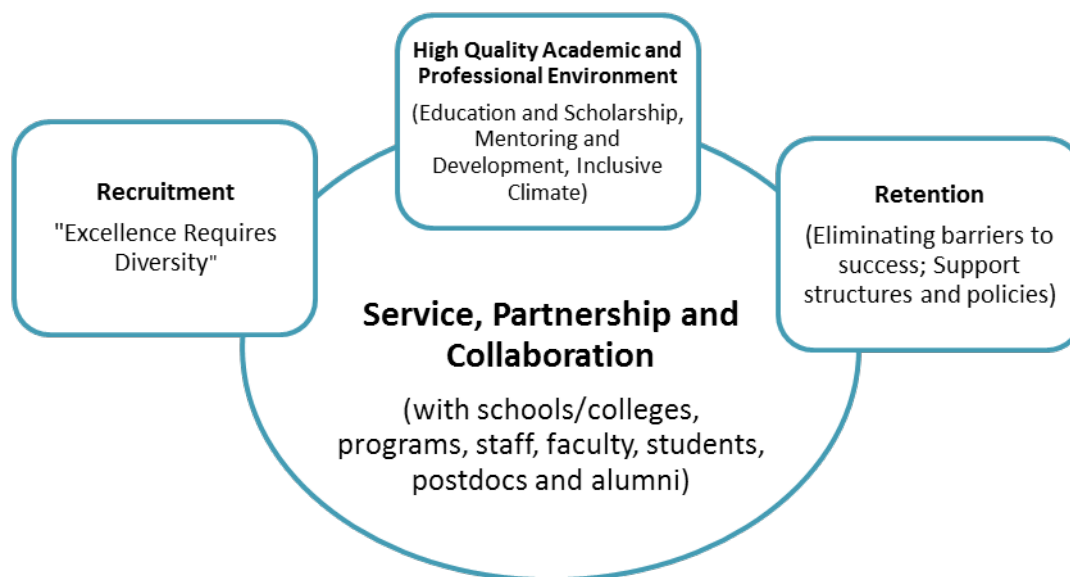 High Quality Academic and
Professional Environment
(Education and Scholarship,
Mentoring and
Development, Inclusive
Climate)
Recruitment
"Excellence Requires
Diversity"
Retention
(Eliminating barriers to
success; Support
structures and policies)
Service, Partnership and
Collaboration
(with schools/colleges,
programs, staff, faculty, students,
postdocs and alumni)